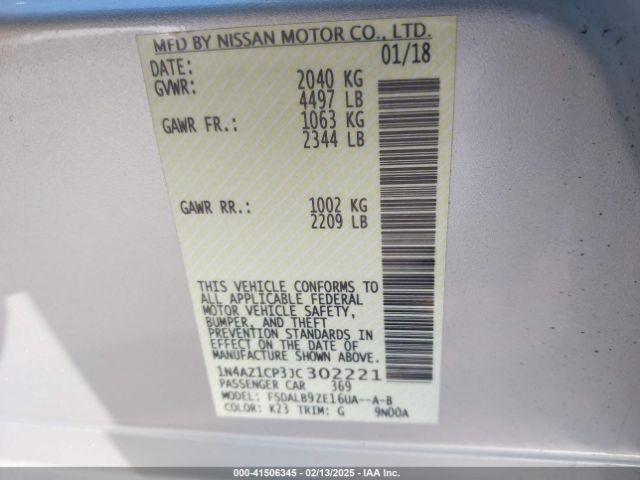 MFD BY NISSAN MOTOR CO., LTD.
DATE: 01/18
GVWR: 2040 KG
4497 LB
GAWR FR.: 1063 KG
2344 LB
GAWR RR.: 1002 KG
2209 LB
THIS VEHICLE CONFORMS TO
ALL APPLICABLE FEDERAL
MOTOR VEHICLE SAFETY,
BUMPER, AND THEFT
PREVENTION STANDARDS IN
EFFECT ON THE DATE OF
MANUFACTURE SHOWN ABOVE.
1N4AZ1CP3JC302221
PASSENGER CAR 369
MODEL: FSDALB9ZE16UA--A-B
COLOR: K23 TRIM: G 9N00A
000-41506345 - 02/13/2025 - IAA Inc.